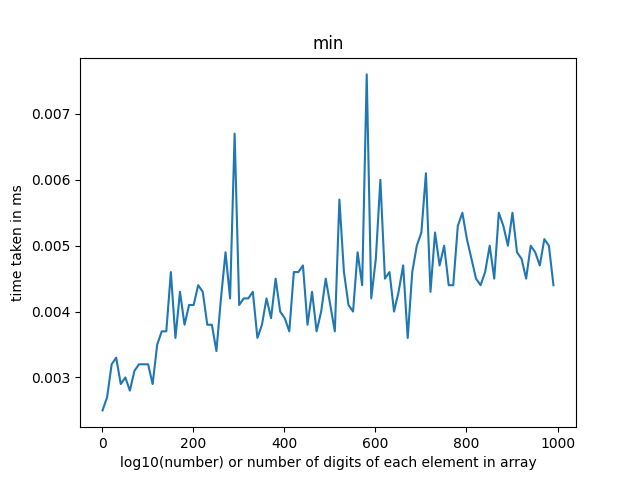 min
0.007
0.006
0.005
0.004
0.003
time taken in ms
0 200 400 600 800 1000
log10(number) or number of digits of each element in array